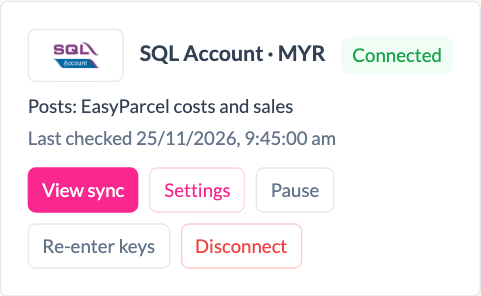 SQL
Account
SQL Account · MYR
Connected
Posts: EasyParcel costs and sales
Last checked 25/11/2026, 9:45:00 am
View sync
Settings
Pause
Re-enter keys
Disconnect